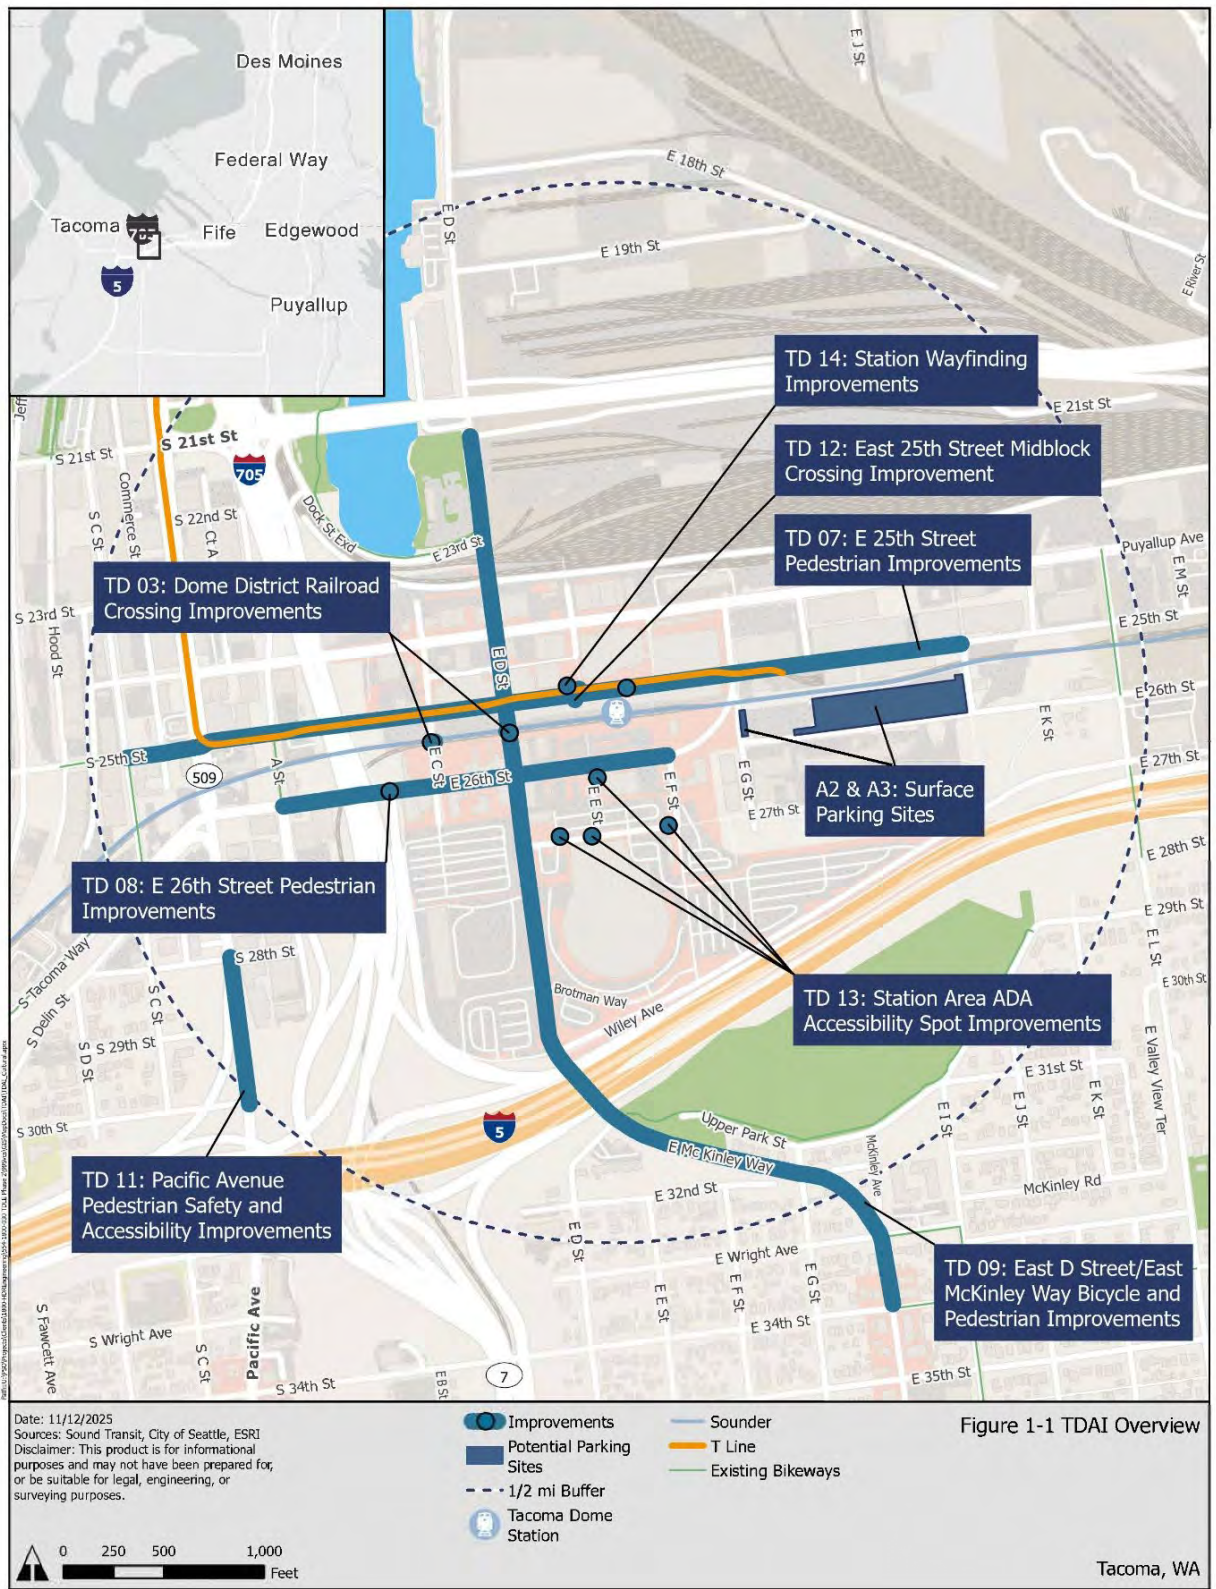 Des Moines
Federal Way
Tacoma
705
Fife
Edgewood
5
Puyallup
E J St
E 18th St
E D St
E 19th St
E River St
TD 14: Station Wayfinding
Improvements
E 21st St
S 21st St
S 21st St
705
TD 12: East 25th Street Midblock
Crossing Improvement
Commerce St
S C St
S 22nd St
Ct A
Dock St Exd
E 23rd St
TD 07: E 25th Street
Pedestrian Improvements
Puyallup Ave
E M St
TD 03: Dome District Railroad
Crossing Improvements
S 23rd St
Hood St
E 25th St
E D St
E 26th St
S 25th St
509
A St
E C St
E 26th St
E K St
E 27th St
E E St
E F St
E G St
E 27th St
A2 & A3: Surface
Parking Sites
E 28th St
TD 08: E 26th Street Pedestrian
Improvements
E 29th St
E L St
S Tacoma Way
S 28th St
E 30th St
S Delin St
S C St
Brotman Way
Wiley Ave
TD 13: Station Area ADA
Accessibility Spot Improvements
S D St
S 29th St
E Valley View Ter
E 31st St
E I St
E J St
E K St
S 30th St
5
Upper Park St
E Mc Kinley Way
McKinley Ave
TD 11: Pacific Avenue
Pedestrian Safety and
Accessibility Improvements
E 32nd St
McKinley Rd
E D St
E Wright Ave
E E St
E F St
E G St
TD 09: East D Street/East
McKinley Way Bicycle and
Pedestrian Improvements
S Fawcett Ave
S Wright Ave
S C St
Pacific Ave
E 34th St
S 34th St
E B St
7
E 35th St
Date: 11/12/2025
Sources: Sound Transit, City of Seattle, ESRI
Disclaimer: This product is for informational
purposes and may not have been prepared for,
or be suitable for legal, engineering, or
surveying purposes.
Improvements
Potential Parking
Sites
1/2 mi Buffer
Tacoma Dome
Station
Sounder
T Line
Existing Bikeways
Figure 1-1 TDAI Overview
0 250 500 1,000
Feet
Tacoma, WA